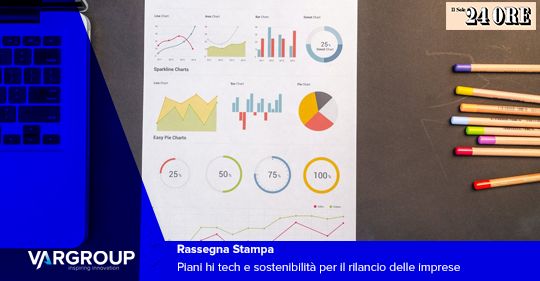 Il Sole
24 ORE
Line Chart
Area Chart
Bar Chart
Donut Chart
25%
Sparkline Charts
Line Chart
Bar Chart
Pie Chart
Easy Pie Charts
25%
50%
75%
100%
VARGROUP
inspiring innovation
Rassegna Stampa
Piani hi tech e sostenibilità per il rilancio delle imprese